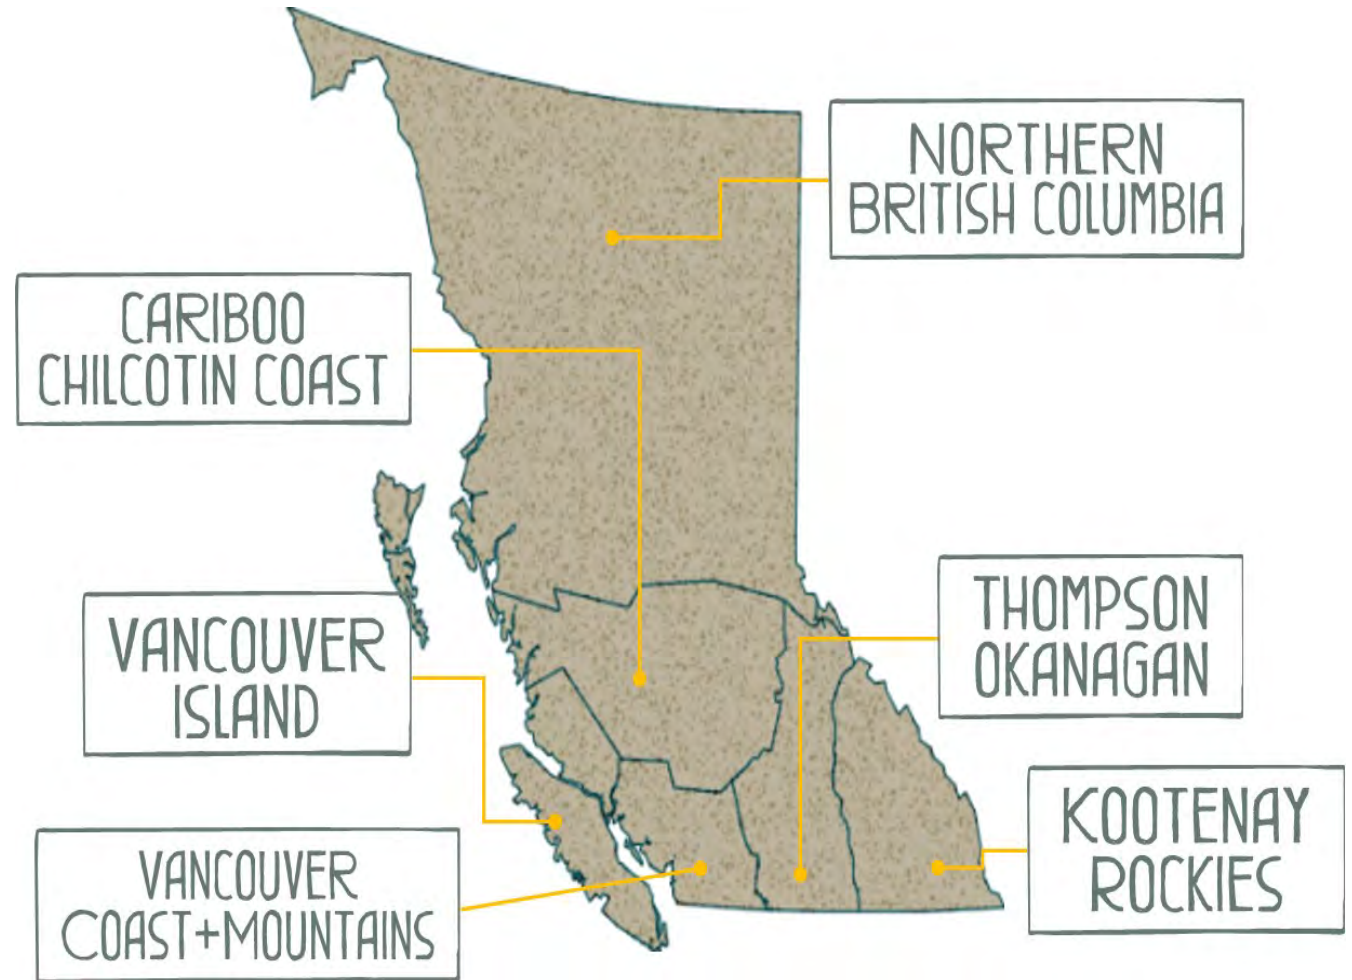 NORTHERN
BRITISH COLUMBIA
CARIBOO
CHILCOTIN COAST
THOMPSON
OKANAGAN
VANCOUVER
ISLAND
KOOTENAY
ROCKIES
VANCOUVER
COAST+MOUNTAINS